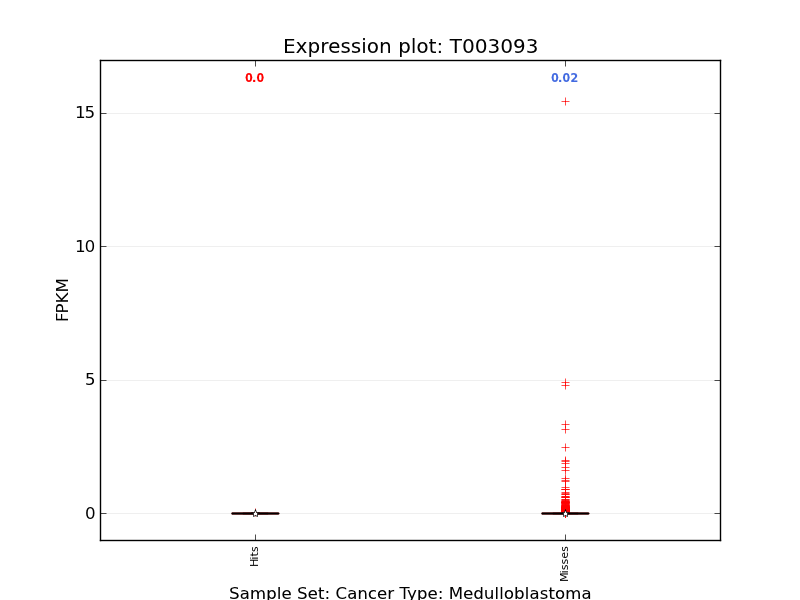 Expression plot: T003093
0.0
0.02
15
10
5
0
FPKM
Hits
Misses
Sample Set: Cancer Type: Medulloblastoma